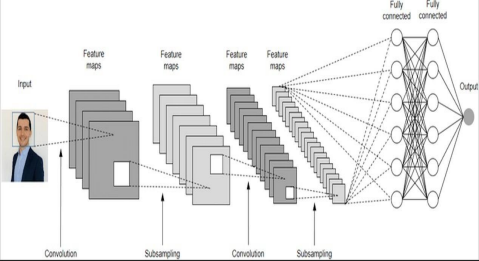 Fully
connected
Fully
connected
Feature
maps
Feature
maps
Feature
maps
Feature
maps
Input
Output
Convolution
Subsampling
Convolution
Subsampling